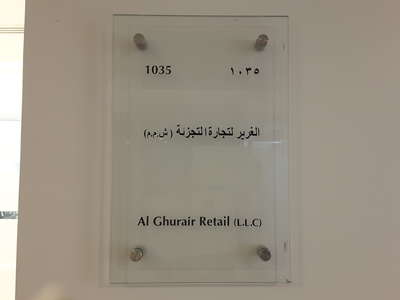 1035 ١٠٣٥
الغرير لتجارة التجزئة (ش.م.م)
Al Ghurair Retail (L.L.C)